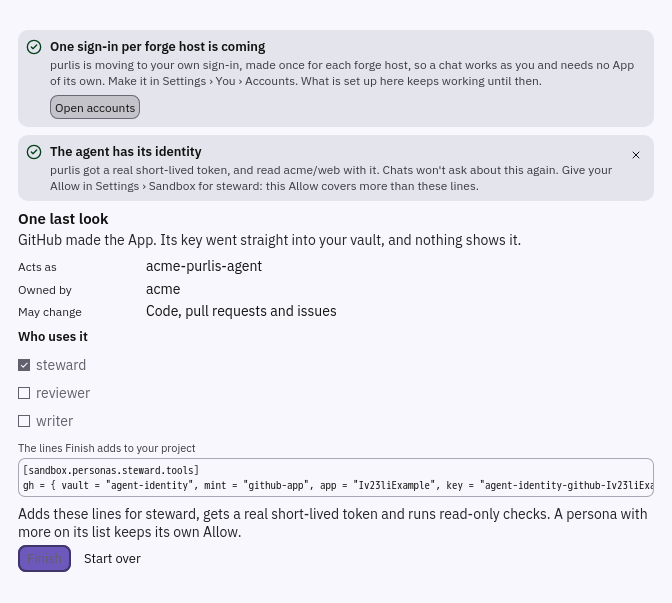 One sign-in per forge host is coming
purlis is moving to your own sign-in, made once for each forge host, so a chat works as you and needs no App
of its own. Make it in Settings › You › Accounts. What is set up here keeps working until then.
Open accounts
The agent has its identity
purlis got a real short-lived token, and read acme/web with it. Chats won't ask about this again. Give your
Allow in Settings › Sandbox for steward: this Allow covers more than these lines.
One last look
GitHub made the App. Its key went straight into your vault, and nothing shows it.
Acts as acme-purlis-agent
Owned by acme
May change Code, pull requests and issues
Who uses it
steward
reviewer
writer
The lines Finish adds to your project
[sandbox.personas.steward.tools]
gh = { vault = "agent-identity", mint = "github-app", app = "Iv23liExample", key = "agent-identity-github-Iv23liExa
Adds these lines for steward, gets a real short-lived token and runs read-only checks. A persona with
more on its list keeps its own Allow.
Finish Start over